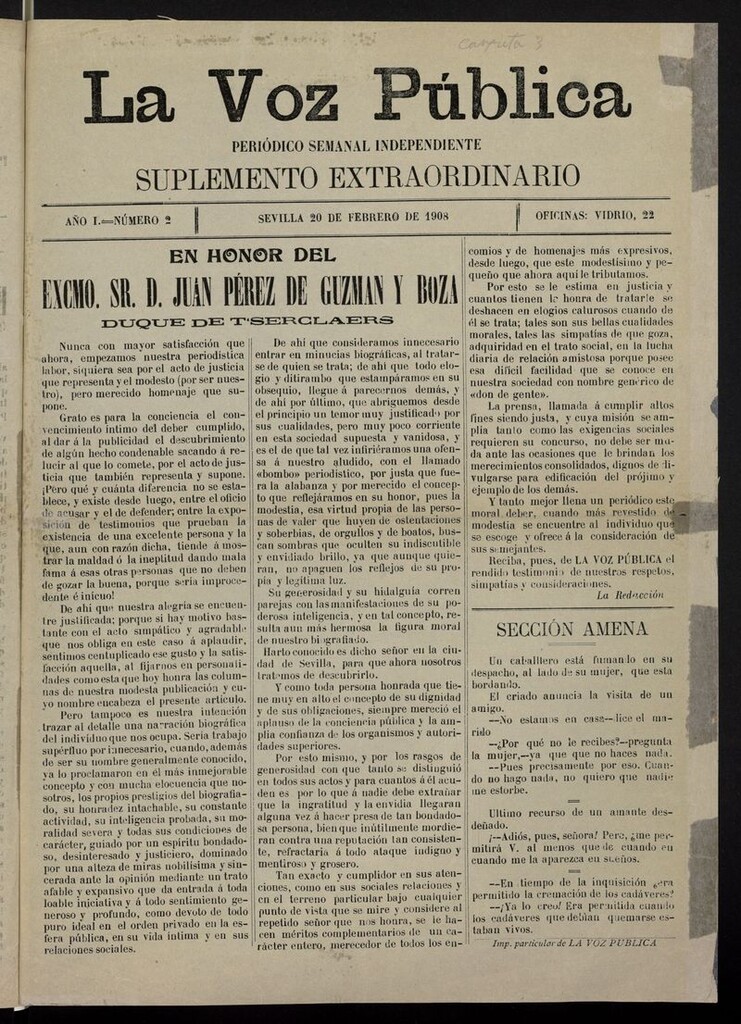 carpeta 3
La Voz Pública
PERIÓDICO SEMANAL INDEPENDIENTE
SUPLEMENTO EXTRAORDINARIO
AÑO I.=NÚMERO 2
SEVILLA 20 DE FEBRERO DE 1908
OFICINAS: VIDRIO, 22
EN HONOR DEL
EXCMO. SR. D. JUAN PÉREZ DE GUZMAN Y BOZA
DUQUE DE T'SERCLAERS
Nunca con mayor satisfacción que
ahora, empezamos nuestra periodística
labor, siquiera sea por el acto de justicia
que representa y el modesto (por ser nues-
tro), pero merecido homenaje que su-
pone.
Grato es para la conciencia el con-
vencimiento íntimo del deber cumplido,
al dar á la publicidad el descubrimiento
de algún hecho condenable sacando á re-
lucir al que lo comete, por el acto de jus-
ticia que también representa y supone.
¡Pero qué y cuánta diferencia no se esta-
blece, y existe desde luego, entre el oficio
de acusar y el de defender; entre la expo-
sición de testimonios que prueban la
existencia de una excelente persona y la
que, aun con razón dicha, tiende á mos-
trar la maldad ó la ineptitud dando mala
fama á esas otras personas que no deben
de gozar la buena, porque sería improce-
dente é inicuo!
De ahí que nuestra alegría se encuen-
tre justificada; porque si hay motivo bas-
tante con el acto simpático y agradable
que nos obliga en este caso á aplaudir,
sentimos centuplicado ese gusto y la satis-
facción aquella, al fijarnos en personali-
dades como esta que hoy honra las colum-
nas de nuestra modesta publicación y cu-
yo nombre encabeza el presente artículo.
Pero tampoco es nuestra intención
trazar al detalle una narración biográfica
del individuo que nos ocupa. Sería trabajo
superfluo por innecesario, cuando, además
de ser su nombre generalmente conocido,
ya lo proclamaron en él más inmejorable
concepto y con mucha elocuencia que no-
sotros, los propios prestigios del biografia-
do, su honradez intachable, su constante
actividad, su inteligencia probada, su mo-
ralidad severa y todas sus condiciones de
carácter, guiado por un espíritu bondado-
so, desinteresado y justiciero, dominado
por una alteza de miras nobilísima y sin-
cerada ante la opinión mediante un trato
afable y expansivo que da entrada á toda
loable iniciativa y á todo sentimiento ge-
neroso y profundo, como devoto de todo
puro ideal en el orden privado en la es-
fera pública, en su vida íntima y en sus
relaciones sociales.
De ahí que consideramos innecesario
entrar en minucias biográficas, al tratar-
se de quien se trata; de ahí que todo elo-
gio y ditirambo que estampáramos en su
obsequio, llegue á parecernos demás, y
de ahí por último, que abriguemos desde
el principio un temor muy justificado por
sus cualidades, pero muy poco corriente
en esta sociedad supuesta y vanidosa, y
es el de que tal vez infiriéramos una ofen-
sa á nuestro aludido, con el llamado
«bombo» periodístico, por justa que fue-
ra la alabanza y por merecido el concep-
to que reflejáramos en su honor, pues la
modestia, esa virtud propia de las perso-
nas de valer que huyen de ostentaciones
y soberbias, de orgullos y de boatos, bus-
can sombras que oculten su indiscutible
y envidiado brillo, ya que aunque quie-
ran, no apaguen los reflejos de su pro-
pia y legítima luz.
Su generosidad y su hidalguía corren
parejas con las manifestaciones de su po-
derosa inteligencia, y en tal concepto, re-
sulta aun más hermosa la figura moral
de nuestro biografiado.
Harto conocido es dicho señor en la ciu-
dad de Sevilla, para que ahora nosotros
tratemos de descubrirlo.
Y como toda persona honrada que tie-
ne muy en alto el concepto de su dignidad
y de sus obligaciones, siempre mereció el
aplauso de la conciencia pública y la am-
plia confianza de los organismos y autori-
dades superiores.
Por esto mismo, y por los rasgos de
generosidad con que tanto se distinguió
en todos sus actos y para cuantos á él acu-
den es por lo que á nadie debe extrañar
que la ingratitud y la envidia llegaran
alguna vez á hacer presa de tan bondado-
sa persona, bien que inútilmente mordie-
ran contra una reputación tan consisten-
te, refractaria ó todo ataque indigno y
mentiroso y grosero.
Tan exacto y cumplidor en sus aten-
ciones, como en sus sociales relaciones y
en el terreno particular bajo cualquier
punto de vista que se mire y considere al
repetido señor que nos honra, se le ha-
cen méritos complementarios de un ca-
rácter entero, merecedor de todos los en-
comios y de homenajes más expresivos,
desde luego, que este modestísimo y pe-
queño que ahora aquí le tributamos.
Por esto se le estima en justicia y
cuantos tienen le honra de tratarle se
deshacen en elogios calurosos cuando de
él se trata; tales son sus bellas cualidades
morales, tales las simpatías de que goza,
adquiridad en el trato social, en la lucha
diaria de relación amistosa porque posee
esa difícil facilidad que se conoce en
nuestra sociedad con nombre genérico de
«don de gente».
La prensa, llamada á cumplir altos
fines siendo justa, y cuya misión se am-
plia tanto como las exigencias sociales
requieren su concurso, no debe ser mu-
da ante las ocasiones que le brindan los
merecimientos consolidados, dignos de di-
vulgarse para edificación del prójimo y
ejemplo de los demás.
Y tanto mejor llena un periódico este
moral deber, cuando más revestido de
modestia se encuentre al individuo que
se escoge y ofrece á la consideración de
sus semejantes.
Reciba, pues, de LA VOZ PÚBLICA el
rendido testimonio de nuestros respetos,
simpatías y consideraciones.
La Redacción
SECCIÓN AMENA
Un caballlero está fumando en su
despacho, al lado de su mujer, que esta
bordando.
El criado anuncia la visita de un
amigo.
—No estamos en casa—lice el ma-
rido
—¿Por qué no le recibes?—pregunta
la mujer,—ya que no haces nada.
—Pues precisamente por eso. Cuan-
do no hago nada, no quiero que nadie
me estorbe.
Ultimo recurso de un amante des-
deñado.
¡—Adiós, pues, señora! Pero, ¿me per-
mitirá V. al menos que de cuando en
cuando me la aparezca en sueños.
—En tiempo de la inquisición ¿era
permitido la cremación de los cadáveres?
—¡Ya lo creo! Era permitida cuando
los cadáveres que debían quemarse es-
taban vivos.
Imp. particular de LA VOZ PUBLICA